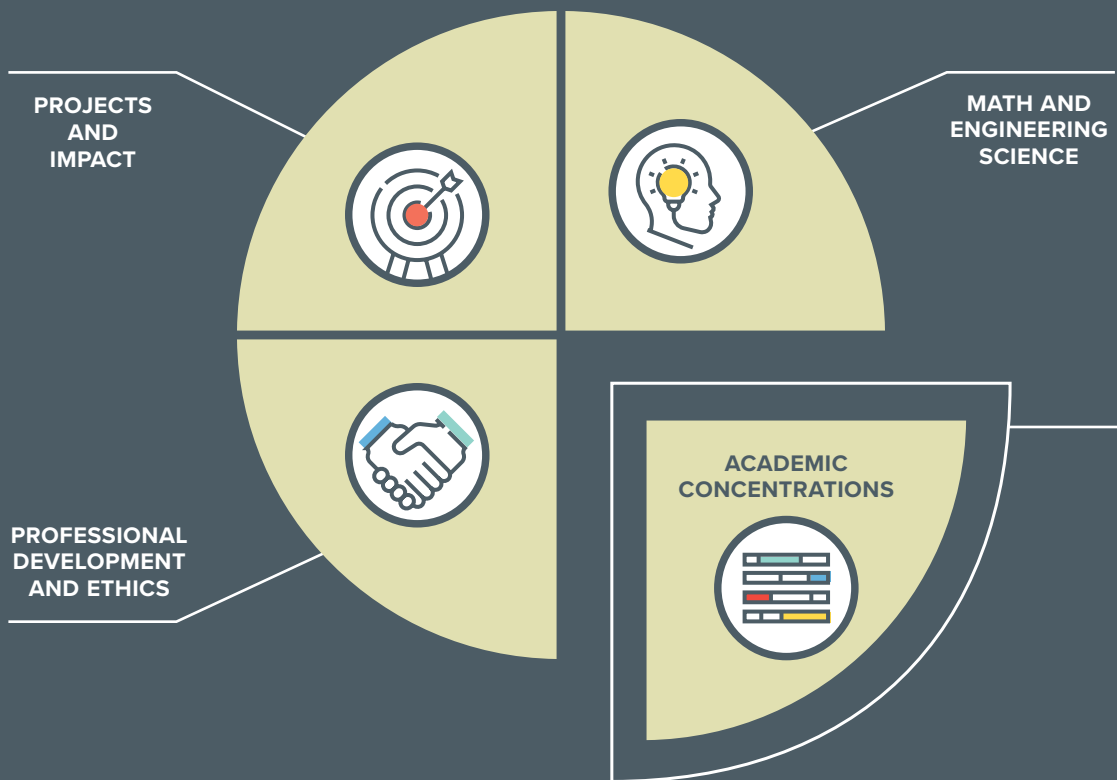 PROJECTS
AND
IMPACT
MATH AND
ENGINEERING
SCIENCE
PROFESSIONAL
DEVELOPMENT
AND ETHICS
ACADEMIC
CONCENTRATIONS